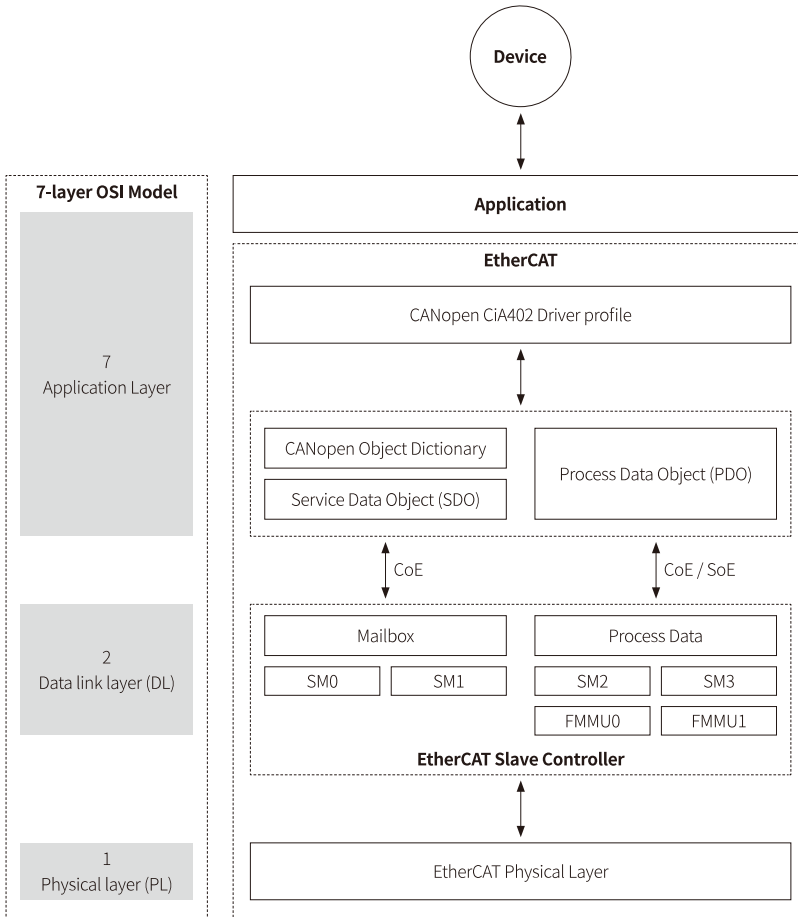 Device
7-layer OSI Model
Application
EtherCAT
CANopen CiA402 Driver profile
7
Application Layer
CANopen Object Dictionary
Process Data Object (PDO)
Service Data Object (SDO)
CoE
CoE / SoE
2
Data link layer (DL)
Mailbox
Process Data
SM0
SM1
SM2
SM3
FMMU0
FMMU1
EtherCAT Slave Controller
1
Physical layer (PL)
EtherCAT Physical Layer